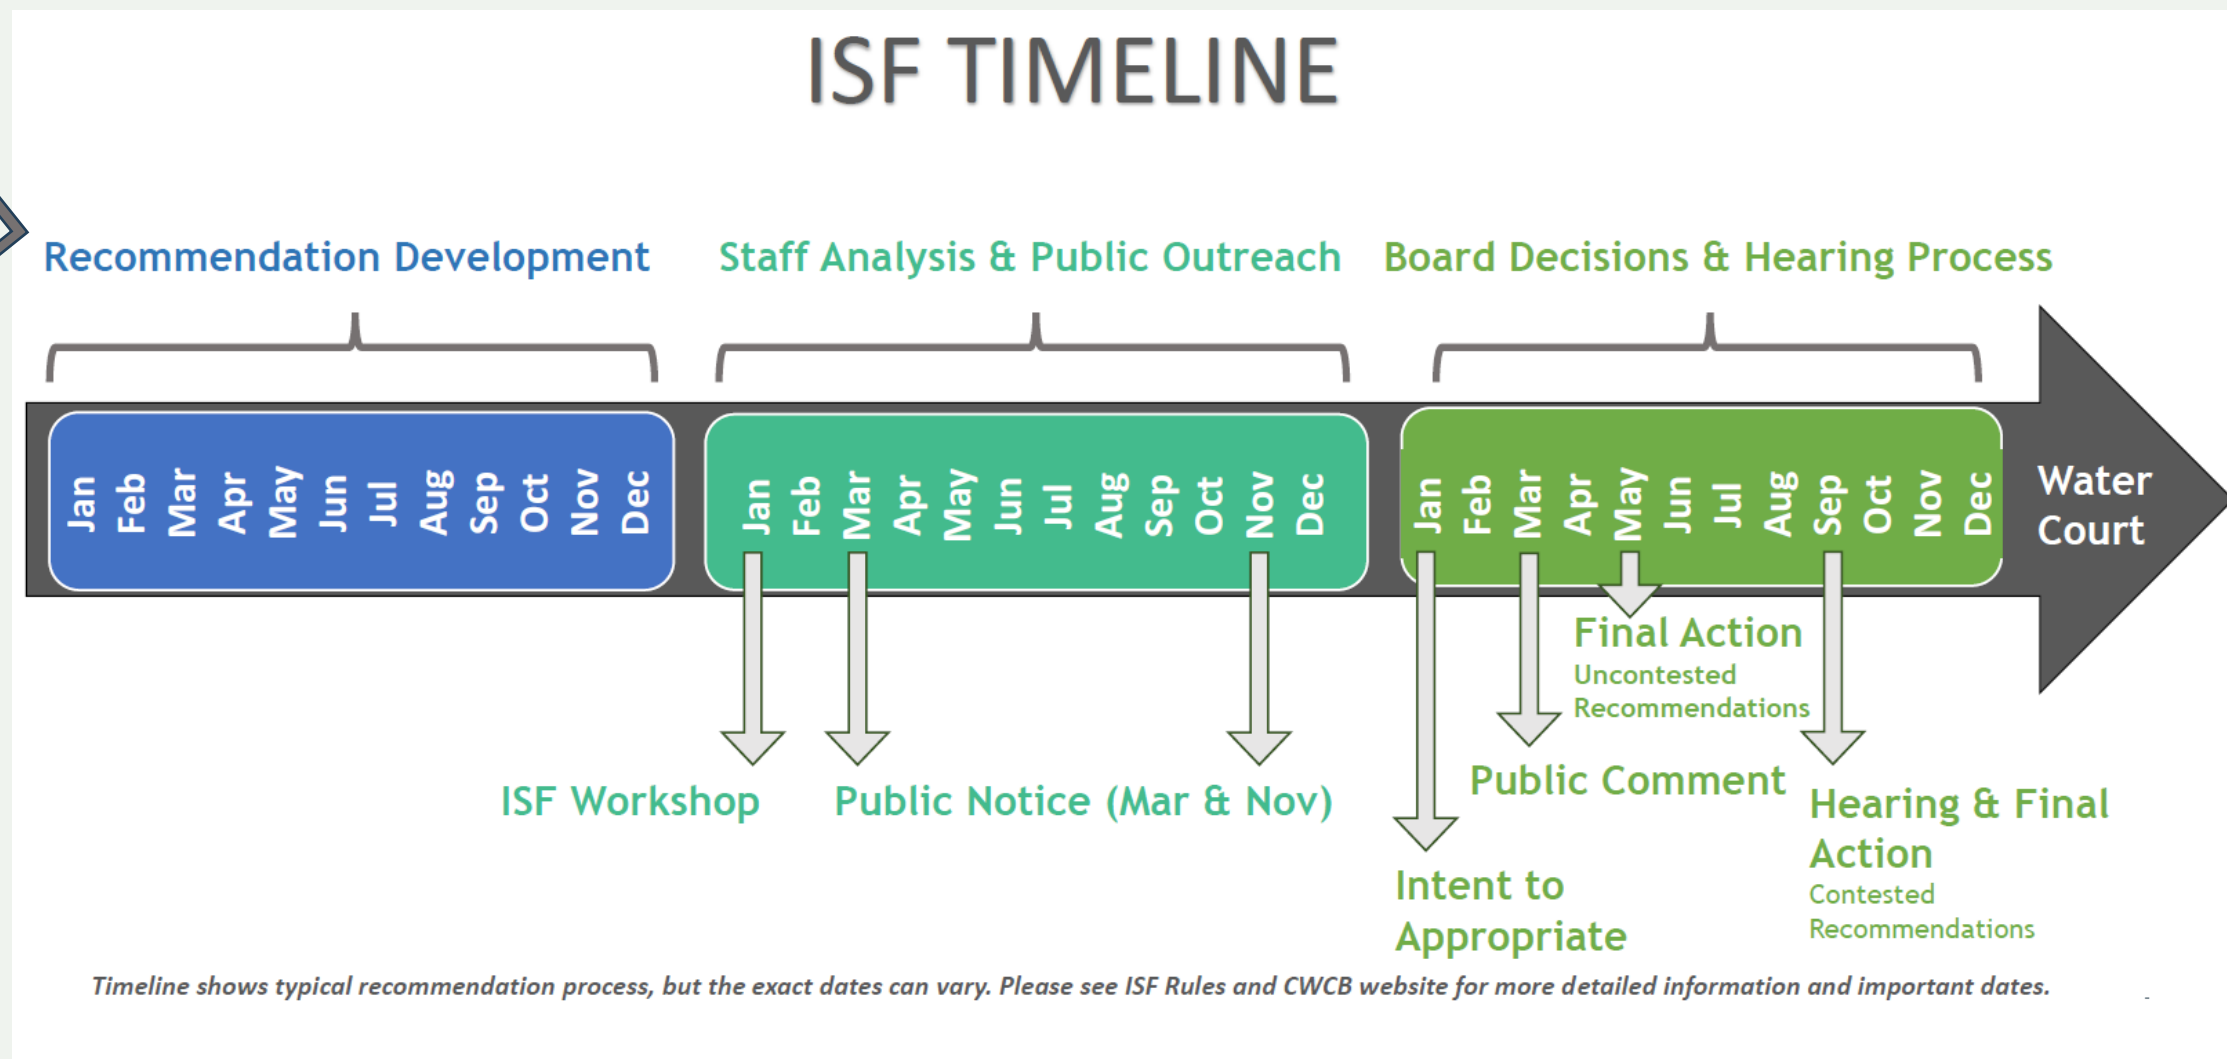 ISF TIMELINE
Recommendation Development
Staff Analysis & Public Outreach
Board Decisions & Hearing Process
Jan Feb Mar Apr May Jun Jul Aug Sep Oct Nov Dec
Jan Feb Mar Apr May Jun Jul Aug Sep Oct Nov Dec
Jan Feb Mar Apr May Jun Jul Aug Sep Oct Nov Dec
Water
Court
ISF Workshop
Public Notice (Mar & Nov)
Intent to
Appropriate
Public Comment
Final Action
Uncontested
Recommendations
Hearing & Final
Action
Contested
Recommendations
Timeline shows typical recommendation process, but the exact dates can vary. Please see ISF Rules and CWCB website for more detailed information and important dates.